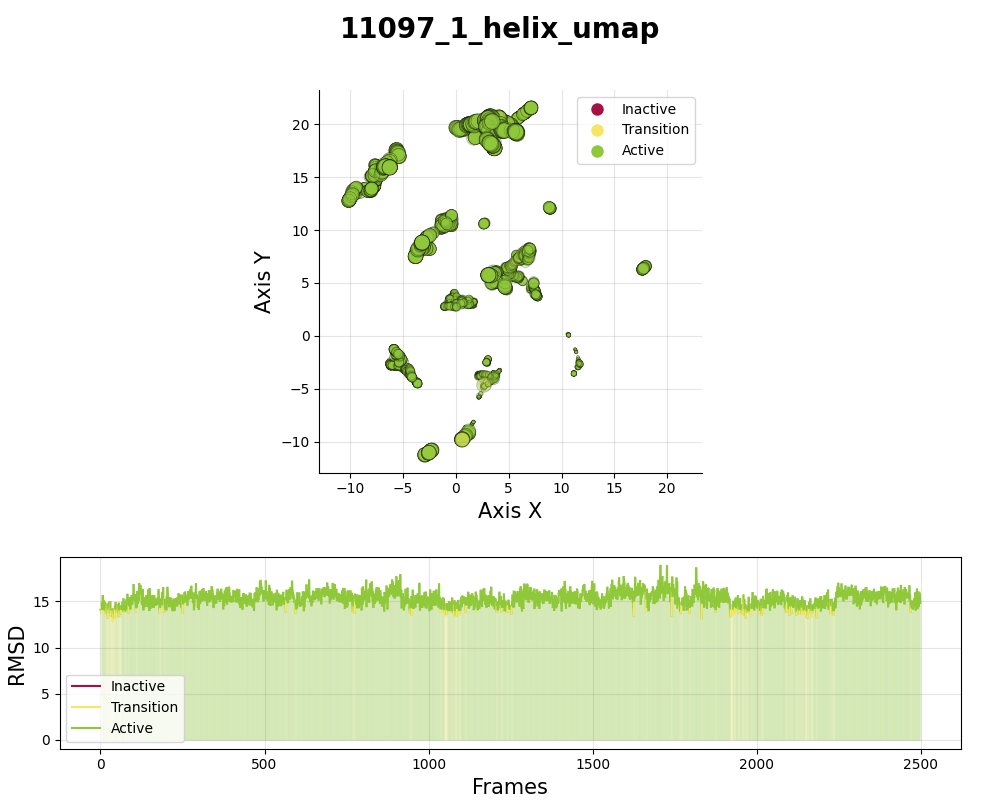 11097_1_helix_umap
Inactive
Transition
Active
20
15
10
5
0
−5
−10
Axis Y
−10 −5 0 5 10 15 20
Axis X
15
10
5
0
RMSD
Inactive
Transition
Active
0 500 1000 1500 2000 2500
Frames